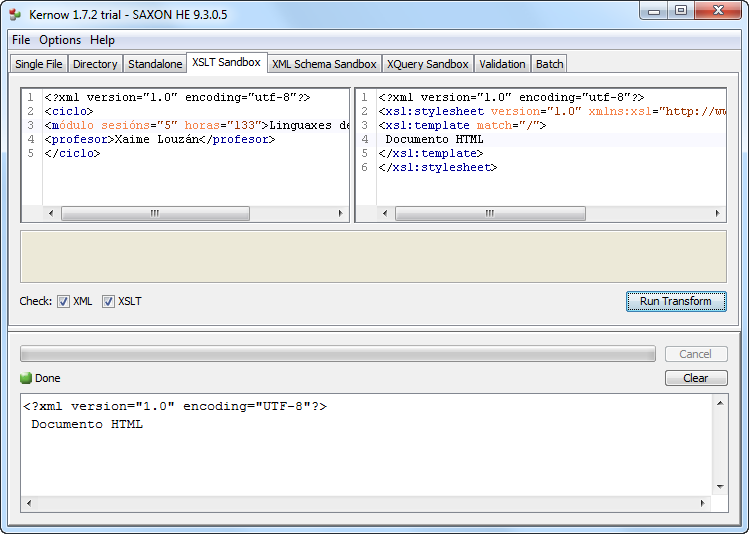 Kernow 1.7.2 trial - SAXON HE 9.3.0.5
File Options Help
Single File Directory Standalone XSLT Sandbox XML Schema Sandbox XQuery Sandbox Validation Batch
1 <?xml version="1.0" encoding="utf-8"?>
2 <ciclo>
3 <módulo sesións="5" horas="133">Linguaxes de
4 <profesor>Xaime Louzán</profesor>
5 </ciclo>
1 <?xml version="1.0" encoding="utf-8"?>
2 <xsl:stylesheet version="1.0" xmlns:xsl="http://ww
3 <xsl:template match="/">
4 Documento HTML
5 </xsl:template>
6 </xsl:stylesheet>
Check: XML XSLT
Run Transform
Cancel
Done
Clear
<?xml version="1.0" encoding="UTF-8"?>
Documento HTML